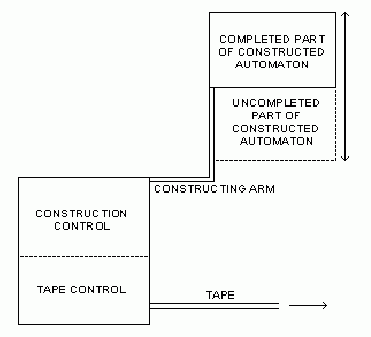 COMPLETED PART
OF CONSTRUCTED
AUTOMATON
UNCOMPLETED
PART OF
CONSTRUCTED
AUTOMATON
CONSTRUCTING ARM
CONSTRUCTION
CONTROL
TAPE CONTROL
TAPE